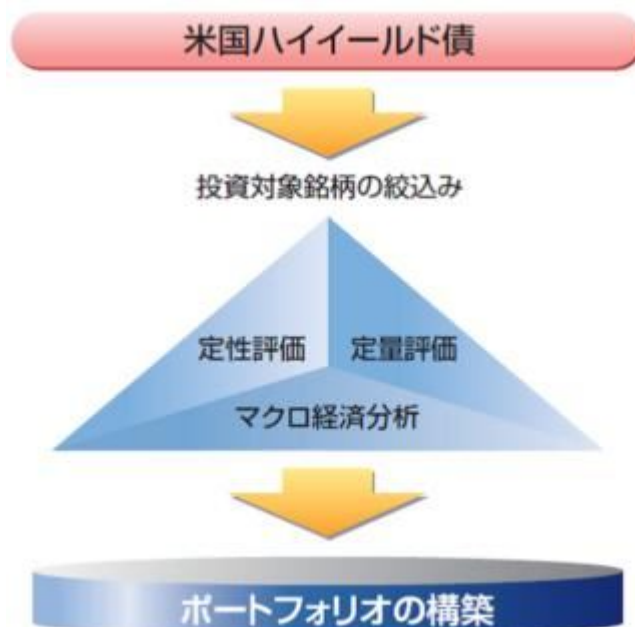 米国ハイイールド債
投資対象銘柄の絞込み
定性評価 定量評価
マクロ経済分析
ポートフォリオの構築